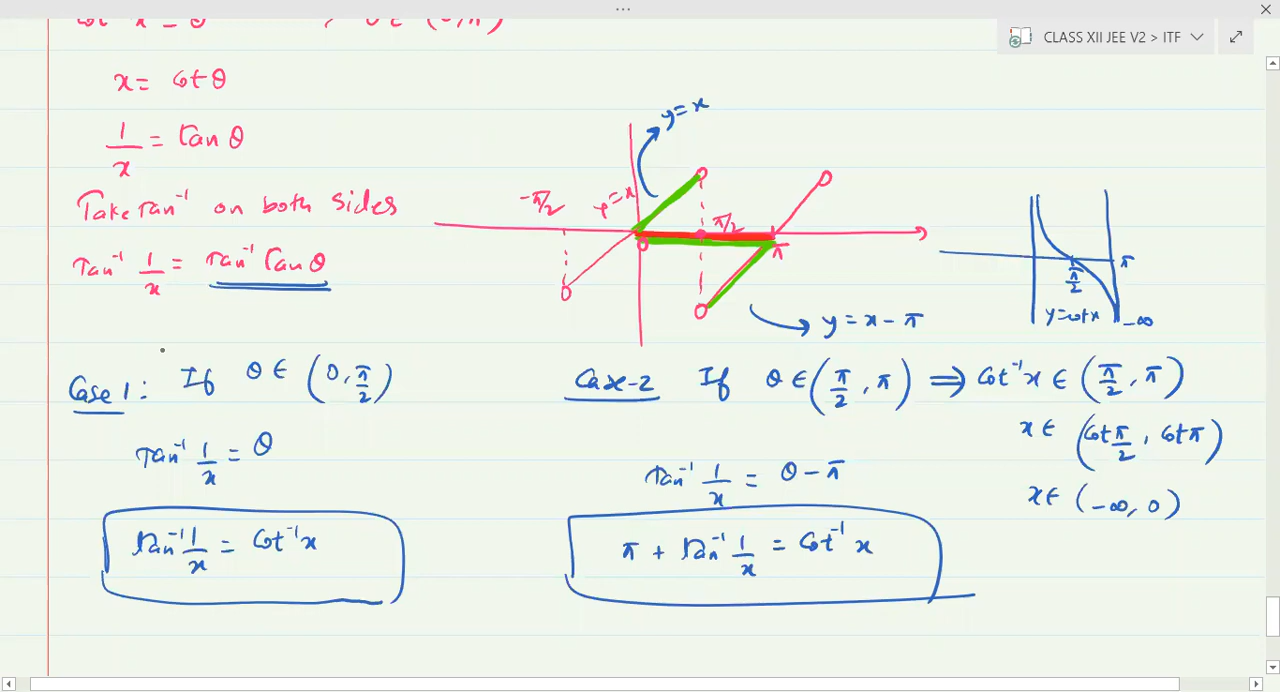 CLASS XII JEE V2 > ITF
x = Cot θ
1/x = Tan θ
Take Tan⁻¹ on both sides
Tan⁻¹ 1/x = Tan⁻¹ Tan θ
y = x
-π/2
y = x
π/2
0
π
y = x - π
π/2
π
y = cot x
-∞
Case 1: If θ ∈ (0, π/2)
Tan⁻¹ 1/x = θ
Tan⁻¹ 1/x = Cot⁻¹ x
Case-2 If θ ∈ (π/2, π) ⇒ Cot⁻¹ x ∈ (π/2, π)
x ∈ (Cot π/2, Cot π)
x ∈ (-∞, 0)
Tan⁻¹ 1/x = θ - π
π + Tan⁻¹ 1/x = Cot⁻¹ x